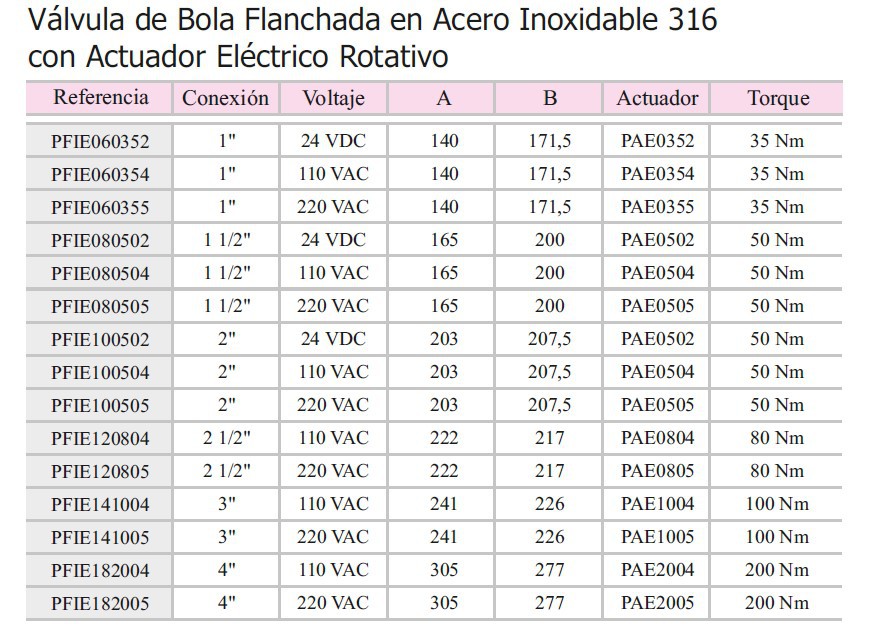 Válvula de Bola Flanchada en Acero Inoxidable 316
con Actuador Eléctrico Rotativo
Referencia Conexión Voltaje A B Actuador Torque
PFIE060352 1" 24 VDC 140 171,5 PAE0352 35 Nm
PFIE060354 1" 110 VAC 140 171,5 PAE0354 35 Nm
PFIE060355 1" 220 VAC 140 171,5 PAE0355 35 Nm
PFIE080502 1 1/2" 24 VDC 165 200 PAE0502 50 Nm
PFIE080504 1 1/2" 110 VAC 165 200 PAE0504 50 Nm
PFIE080505 1 1/2" 220 VAC 165 200 PAE0505 50 Nm
PFIE100502 2" 24 VDC 203 207,5 PAE0502 50 Nm
PFIE100504 2" 110 VAC 203 207,5 PAE0504 50 Nm
PFIE100505 2" 220 VAC 203 207,5 PAE0505 50 Nm
PFIE120804 2 1/2" 110 VAC 222 217 PAE0804 80 Nm
PFIE120805 2 1/2" 220 VAC 222 217 PAE0805 80 Nm
PFIE141004 3" 110 VAC 241 226 PAE1004 100 Nm
PFIE141005 3" 220 VAC 241 226 PAE1005 100 Nm
PFIE182004 4" 110 VAC 305 277 PAE2004 200 Nm
PFIE182005 4" 220 VAC 305 277 PAE2005 200 Nm